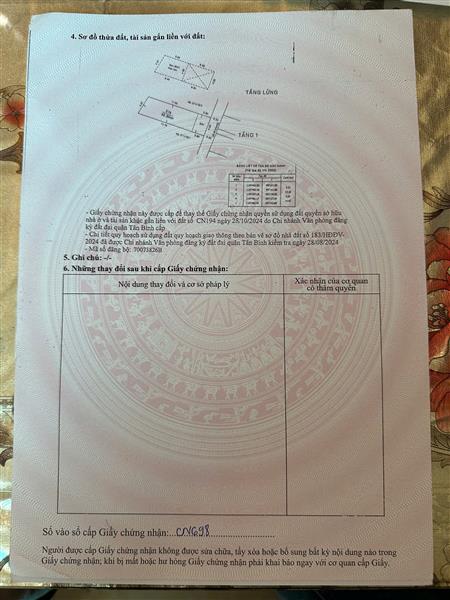 4. Sơ đồ thửa đất, tài sản gắn liền với đất:
TẦNG LỬNG
TẦNG 1
- Giấy chứng nhận này được cấp để thay thế Giấy chứng nhận quyền sử dụng đất quyền sở hữu
nhà ở và tài sản khác gắn liền với đất số CN194 ngày 28/10/2024 do Chi nhánh Văn phòng đăng
ký đất đai quận Tân Bình cấp
- Chi tiết quy hoạch sử dụng đất quy hoạch giao thông theo bản vẽ sơ đồ nhà đất số 183/HĐĐV-
2024 đã được Chi nhánh Văn phòng đăng ký đất đai quận Tân Bình kiểm tra ngày 28/08/2024
- Mã số đăng bộ: 70073826B
5. Ghi chú: -/-
6. Những thay đổi sau khi cấp Giấy chứng nhận:
Nội dung thay đổi và cơ sở pháp lý
Xác nhận của cơ quan
có thẩm quyền
Số vào sổ cấp Giấy chứng nhận:...CN698
Người được cấp Giấy chứng nhận không được sửa chữa, tẩy xóa hoặc bổ sung bất kỳ nội dung nào trong
Giấy chứng nhận; khi bị mất hoặc hư hỏng Giấy chứng nhận phải khai báo ngay với cơ quan cấp Giấy.